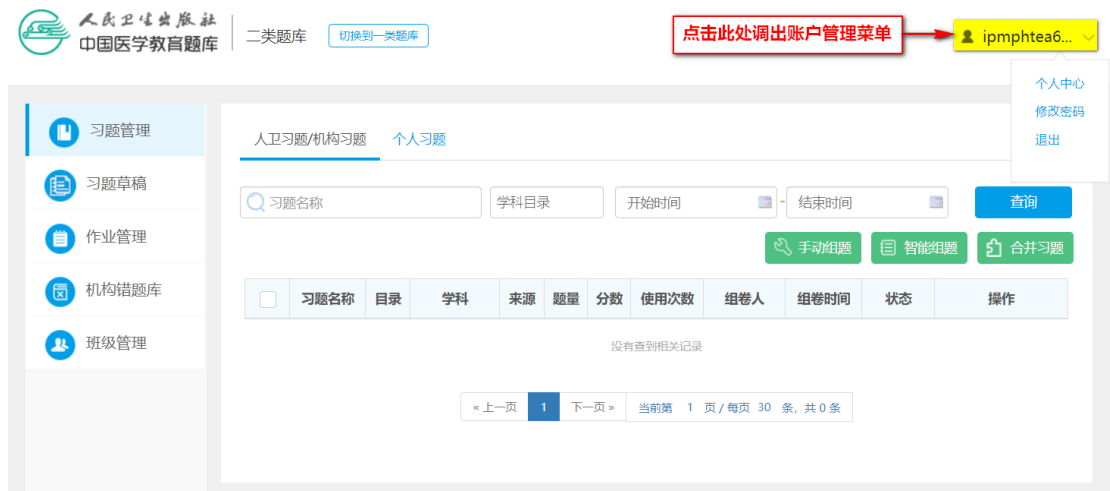 人民卫生出版社
中国医学教育题库
二类题库
切换到一类题库
点击此处调出账户管理菜单
ipmphtea6...
个人中心
修改密码
退出
习题管理
习题草稿
作业管理
机构错题库
班级管理
人卫习题/机构习题 个人习题
习题名称 学科目录 开始时间 - 结束时间 查询
手动组题 智能组题 合并习题
习题名称 目录 学科 来源 题量 分数 使用次数 组卷人 组卷时间 状态 操作
没有查到相关记录
« 上一页 1 下一页 » 当前第 1 页 / 每页 30 条, 共 0 条